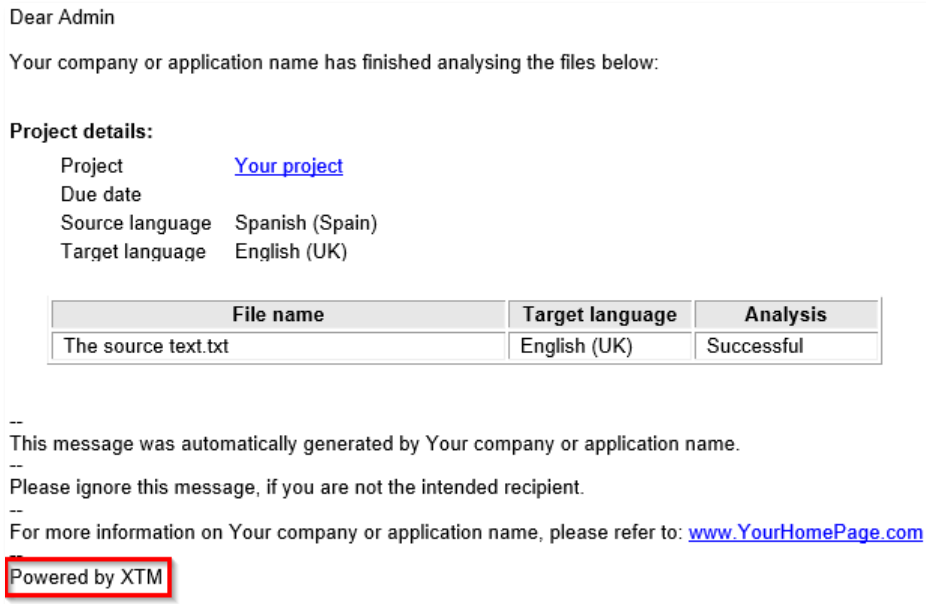 Dear Admin
Your company or application name has finished analysing the files below:
Project details:
Project Your project
Due date
Source language Spanish (Spain)
Target language English (UK)
File name Target language Analysis
The source text.txt English (UK) Successful
--
This message was automatically generated by Your company or application name.
--
Please ignore this message, if you are not the intended recipient.
--
For more information on Your company or application name, please refer to: www.YourHomePage.com
--
Powered by XTM